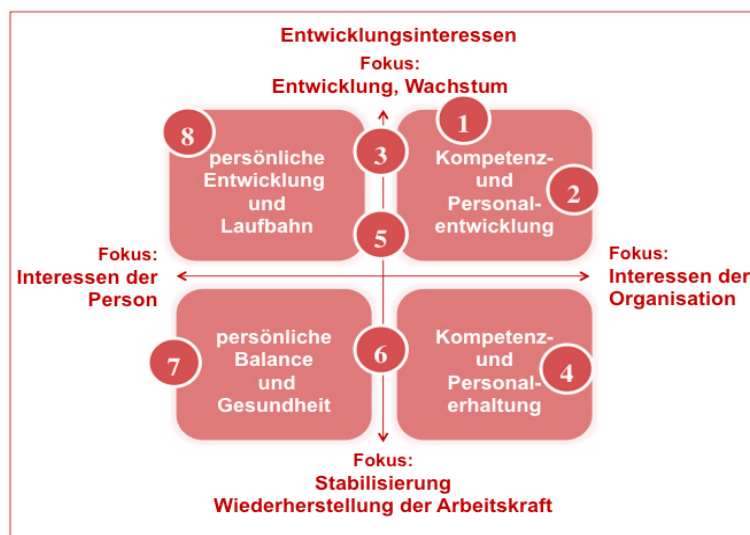 Entwicklungsinteressen
Fokus:
Entwicklung, Wachstum
8
persönliche
Entwicklung
und
Laufbahn
3
5
1
Kompetenz-
und
Personal-
entwicklung
2
Fokus:
Interessen der
Person
Fokus:
Interessen der
Organisation
persönliche
Balance
und
Gesundheit
7
6
Kompetenz-
und
Personal-
erhaltung
4
Fokus:
Stabilisierung
Wiederherstellung der Arbeitskraft